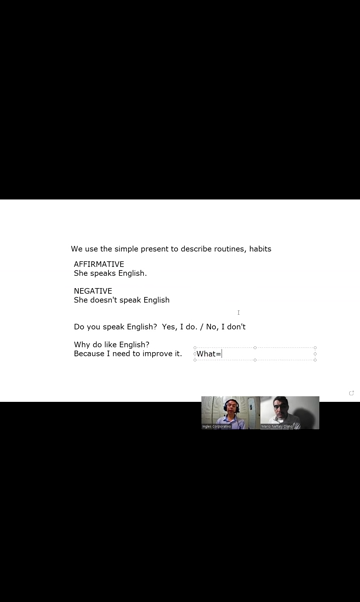 We use the simple present to describe routines, habits
AFFIRMATIVE
She speaks English.
NEGATIVE
She doesn't speak English
Do you speak English? Yes, I do. / No, I don't
Why do like English?
Because I need to improve it.
What=